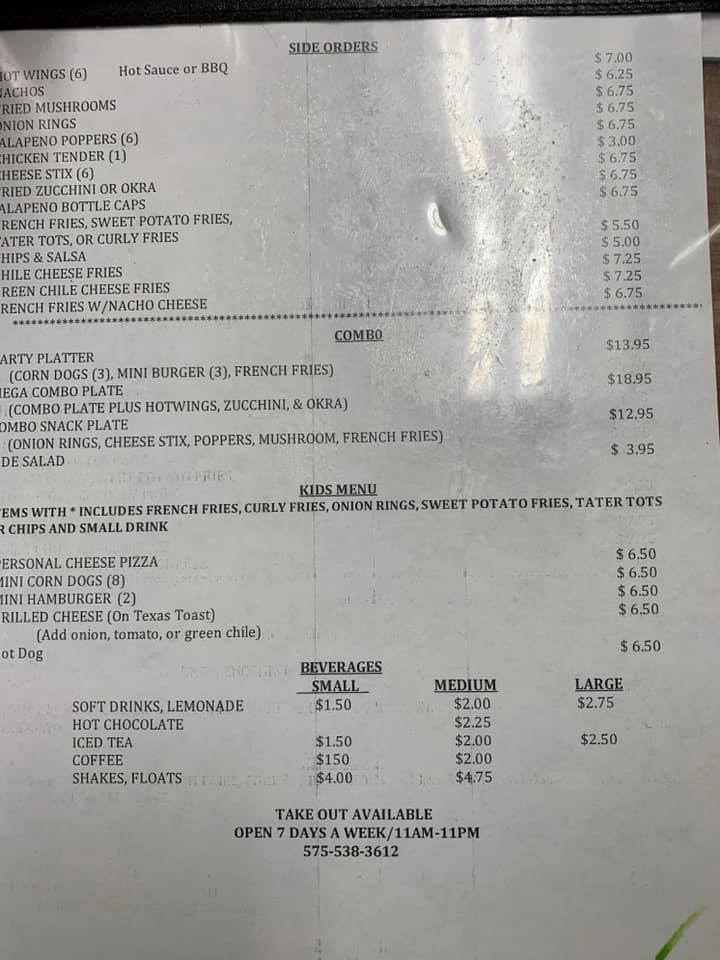 SIDE ORDERS
OT WINGS (6) Hot Sauce or BBQ $ 7.00
ACHOS $ 6.25
RIED MUSHROOMS $ 6.75
NION RINGS $ 6.75
ALAPENO POPPERS (6) $ 6.75
HICKEN TENDER (1) $ 3.00
HEESE STIX (6) $ 6.75
RIED ZUCCHINI OR OKRA $ 6.75
ALAPENO BOTTLE CAPS $ 6.75
RENCH FRIES, SWEET POTATO FRIES,
ATER TOTS, OR CURLY FRIES $ 5.50
HIPS & SALSA $ 5.00
HILE CHEESE FRIES $ 7.25
REEN CHILE CHEESE FRIES $ 7.25
RENCH FRIES W/NACHO CHEESE $ 6.75
COMBO
ARTY PLATTER $13.95
(CORN DOGS (3), MINI BURGER (3), FRENCH FRIES)
EGA COMBO PLATE $18.95
(COMBO PLATE PLUS HOTWINGS, ZUCCHINI, & OKRA)
OMBO SNACK PLATE $12.95
(ONION RINGS, CHEESE STIX, POPPERS, MUSHROOM, FRENCH FRIES)
DE SALAD $ 3.95
KIDS MENU
EMS WITH * INCLUDES FRENCH FRIES, CURLY FRIES, ONION RINGS, SWEET POTATO FRIES, TATER TOTS
R CHIPS AND SMALL DRINK
PERSONAL CHEESE PIZZA $ 6.50
MINI CORN DOGS (8) $ 6.50
MINI HAMBURGER (2) $ 6.50
RILLED CHEESE (On Texas Toast) $ 6.50
(Add onion, tomato, or green chile)
ot Dog $ 6.50
BEVERAGES
SMALL MEDIUM LARGE
SOFT DRINKS, LEMONADE $1.50 $2.00 $2.75
HOT CHOCOLATE $2.25
ICED TEA $1.50 $2.00 $2.50
COFFEE $150 $2.00
SHAKES, FLOATS $4.00 $4.75
TAKE OUT AVAILABLE
OPEN 7 DAYS A WEEK/11AM-11PM
575-538-3612